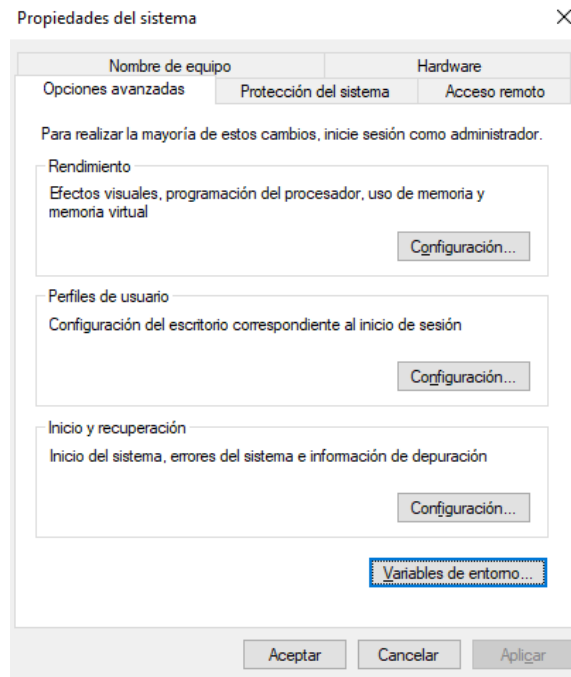 Propiedades del sistema
Nombre de equipo
Hardware
Opciones avanzadas
Protección del sistema
Acceso remoto
Para realizar la mayoría de estos cambios, inicie sesión como administrador.
Rendimiento
Efectos visuales, programación del procesador, uso de memoria y
memoria virtual
Configuración...
Perfiles de usuario
Configuración del escritorio correspondiente al inicio de sesión
Configuración...
Inicio y recuperación
Inicio del sistema, errores del sistema e información de depuración
Configuración...
Variables de entorno...
Aceptar
Cancelar
Aplicar